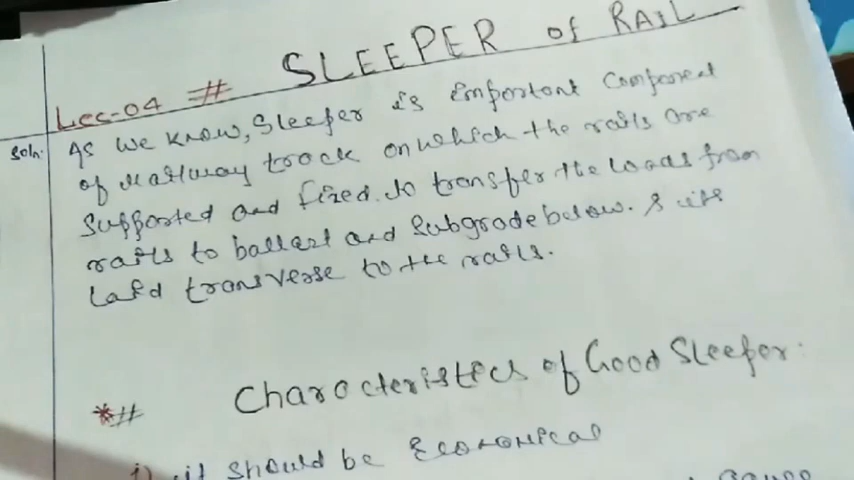 SLEEPER of RAIL
Lec-04 #
Soln: As we know, Sleeper is important Component
of railway track on which the rails are
Supported and fixed to transfer the loads from
rails to ballast and Subgrade below. & its
laid transverse to the rails.
*# Characteristics of Good Sleeper:
i) it should be Economical
gauge